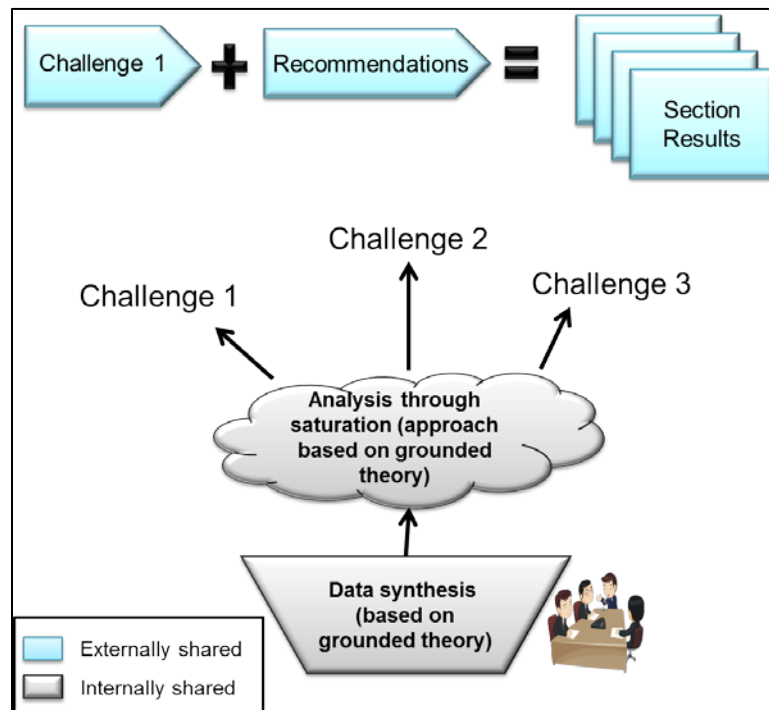 Challenge 1
+
Recommendations
=
Section
Results
Challenge 2
Challenge 1
Challenge 3
Analysis through
saturation (approach
based on grounded
theory)
Data synthesis
(based on
grounded theory)
Externally shared
Internally shared